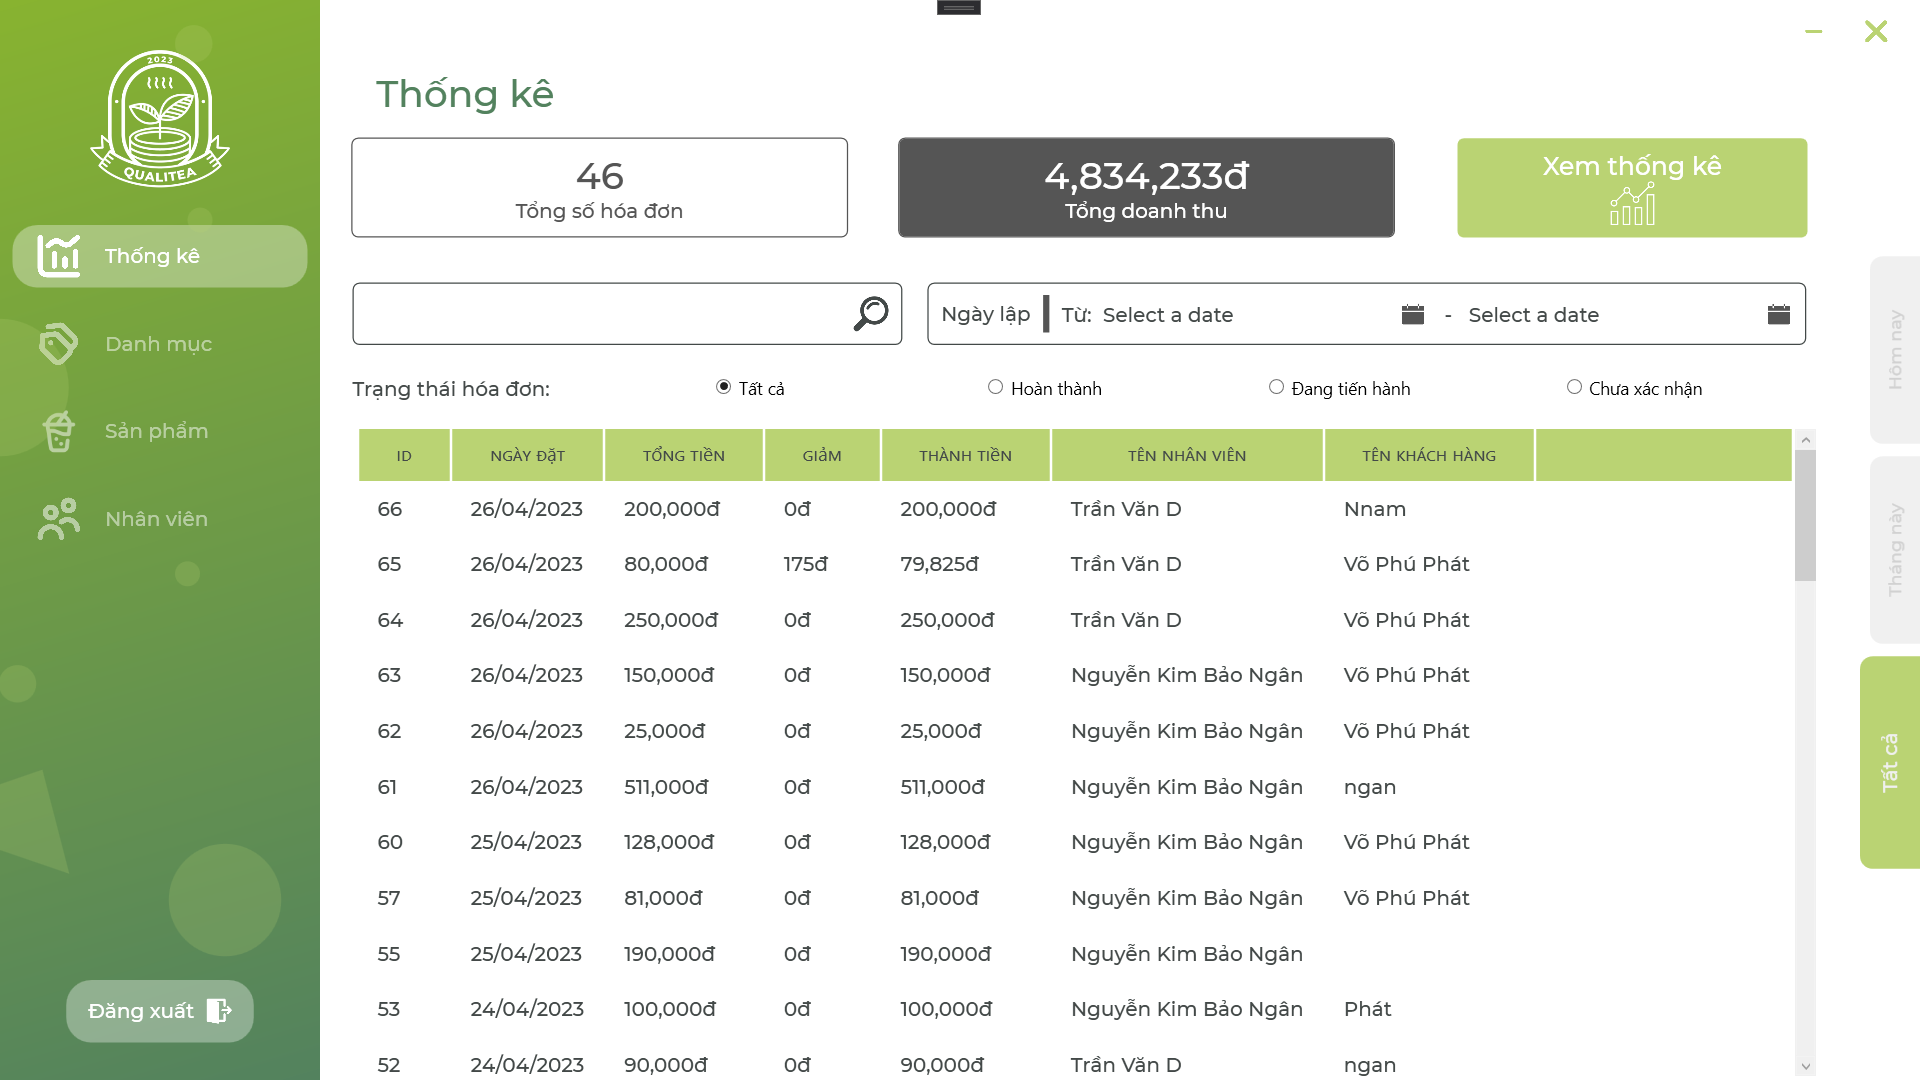 2023
QUALITEA
Thống kê
Danh mục
Sản phẩm
Nhân viên
Đăng xuất
Thống kê
46
Tổng số hóa đơn
4,834,233đ
Tổng doanh thu
Xem thống kê
Ngày lập Từ: Select a date - Select a date
Trạng thái hóa đơn: Tất cả Hoàn thành Đang tiến hành Chưa xác nhận
ID NGÀY ĐẶT TỔNG TIỀN GIẢM THÀNH TIỀN TÊN NHÂN VIÊN TÊN KHÁCH HÀNG
66 26/04/2023 200,000đ 0đ 200,000đ Trần Văn D Nnam
65 26/04/2023 80,000đ 175đ 79,825đ Trần Văn D Võ Phú Phát
64 26/04/2023 250,000đ 0đ 250,000đ Trần Văn D Võ Phú Phát
63 26/04/2023 150,000đ 0đ 150,000đ Nguyễn Kim Bảo Ngân Võ Phú Phát
62 26/04/2023 25,000đ 0đ 25,000đ Nguyễn Kim Bảo Ngân Võ Phú Phát
61 26/04/2023 511,000đ 0đ 511,000đ Nguyễn Kim Bảo Ngân ngan
60 25/04/2023 128,000đ 0đ 128,000đ Nguyễn Kim Bảo Ngân Võ Phú Phát
57 25/04/2023 81,000đ 0đ 81,000đ Nguyễn Kim Bảo Ngân Võ Phú Phát
55 25/04/2023 190,000đ 0đ 190,000đ Nguyễn Kim Bảo Ngân
53 24/04/2023 100,000đ 0đ 100,000đ Nguyễn Kim Bảo Ngân Phát
52 24/04/2023 90,000đ 0đ 90,000đ Trần Văn D ngan
Hôm nay
Tháng này
Tất cả